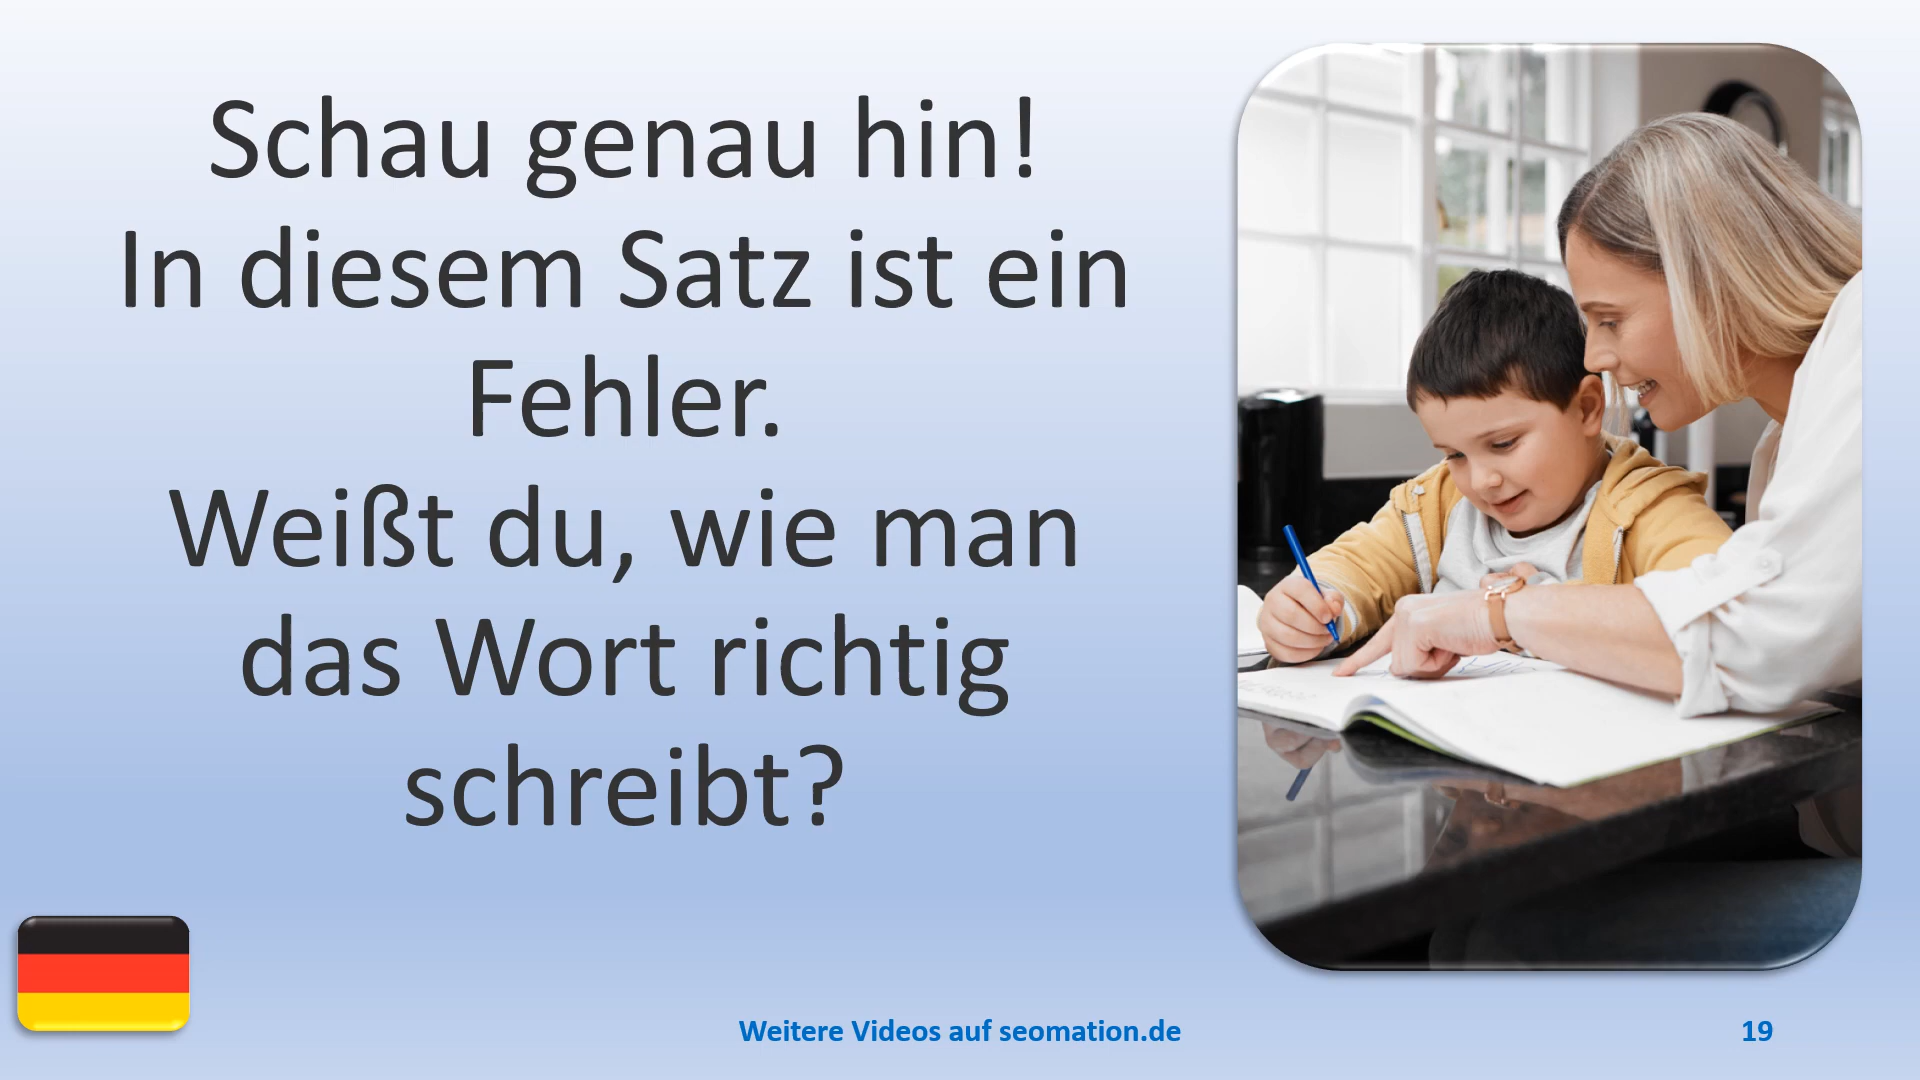 Schau genau hin!
In diesem Satz ist ein
Fehler.
Weißt du, wie man
das Wort richtig
schreibt?
Weitere Videos auf seomation.de
19